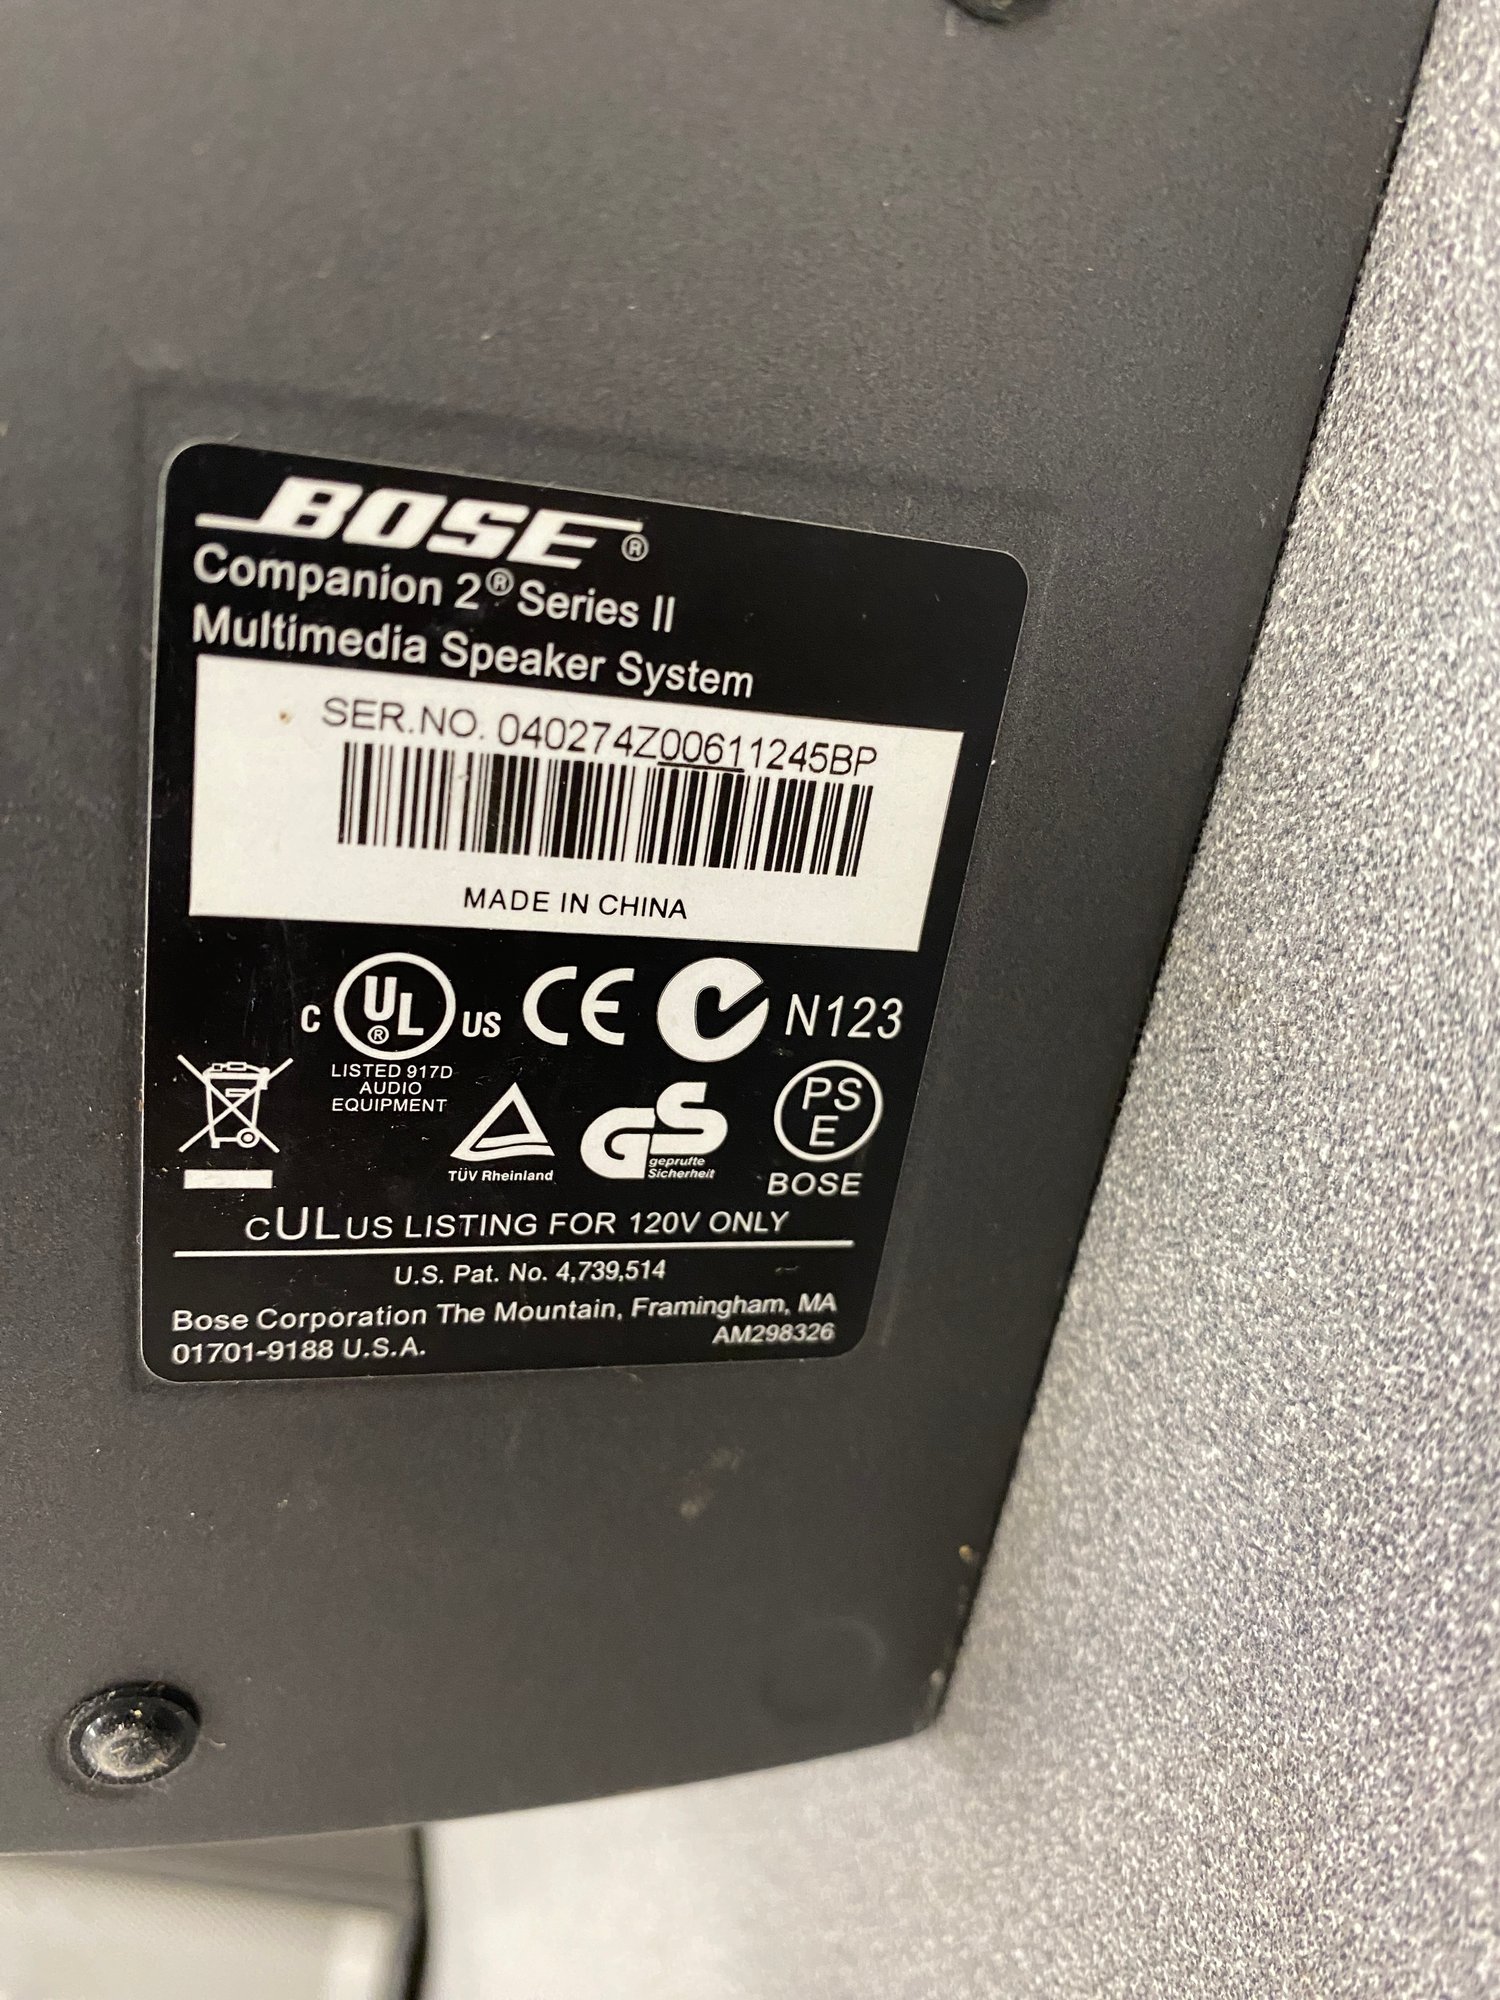 BOSE®
Companion 2® Series II
Multimedia Speaker System
SER.NO. 040274Z00611245BP
MADE IN CHINA
C UL® US CE N123
LISTED 917D
AUDIO
EQUIPMENT
TÜV Rheinland
GS
geprufte
Sicherheit
PS
E
BOSE
cULUS LISTING FOR 120V ONLY
U.S. Pat. No. 4,739,514
Bose Corporation The Mountain, Framingham, MA
01701-9188 U.S.A. AM298326